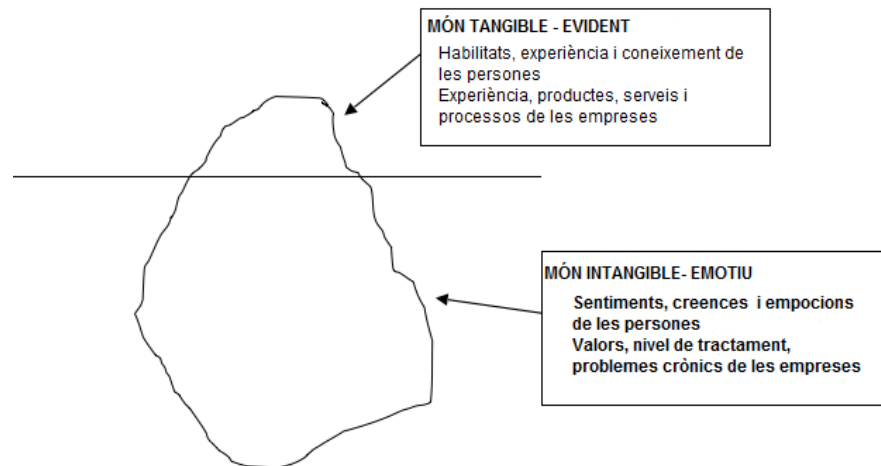 MÓN TANGIBLE - EVIDENT
Habilitats, experiència i coneixement de
les persones
Experiència, productes, serveis i
processos de les empreses
MÓN INTANGIBLE- EMOTIU
Sentiments, creences i empocions
de les persones
Valors, nivel de tractament,
problemes crònics de les empreses